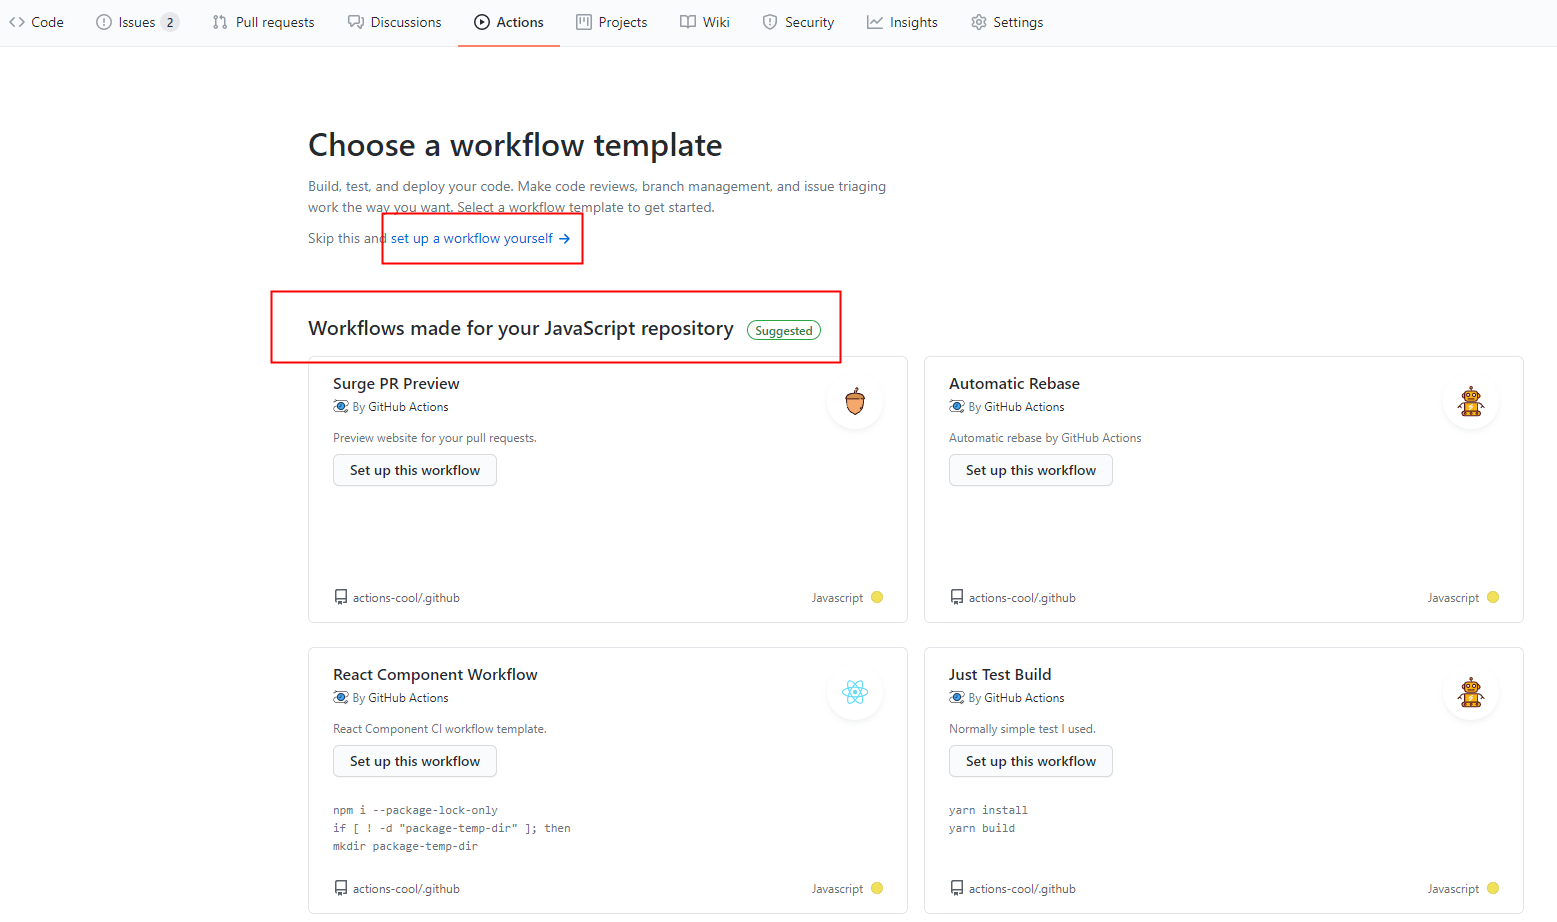 Code Issues 2 Pull requests Discussions Actions Projects Wiki Security Insights Settings
Choose a workflow template
Build, test, and deploy your code. Make code reviews, branch management, and issue triaging
work the way you want. Select a workflow template to get started.
Skip this and set up a workflow yourself →
Workflows made for your JavaScript repository Suggested
Surge PR Preview
By GitHub Actions
Preview website for your pull requests.
Set up this workflow
actions-cool/.github Javascript
Automatic Rebase
By GitHub Actions
Automatic rebase by GitHub Actions
Set up this workflow
actions-cool/.github Javascript
React Component Workflow
By GitHub Actions
React Component CI workflow template.
Set up this workflow
npm i --package-lock-only
if [ ! -d "package-temp-dir" ]; then
mkdir package-temp-dir
actions-cool/.github Javascript
Just Test Build
By GitHub Actions
Normally simple test I used.
Set up this workflow
yarn install
yarn build
actions-cool/.github Javascript